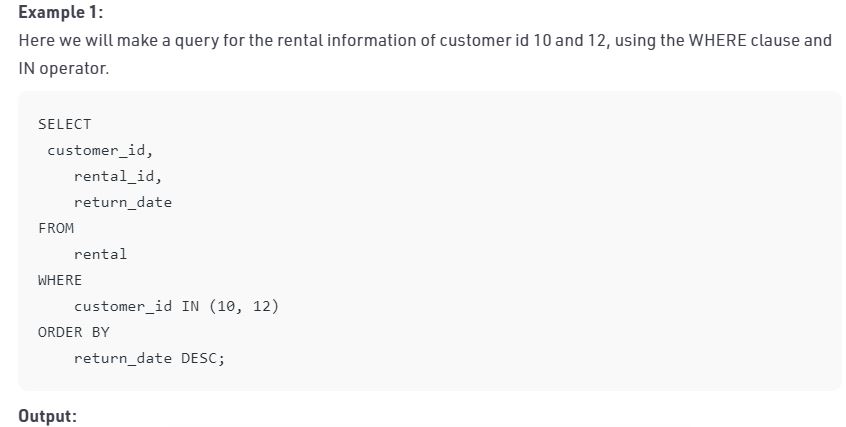 Example 1:
Here we will make a query for the rental information of customer id 10 and 12, using the WHERE clause and
IN operator.
SELECT
 customer_id,
    rental_id,
    return_date
FROM
    rental
WHERE
    customer_id IN (10, 12)
ORDER BY
    return_date DESC;
Output: